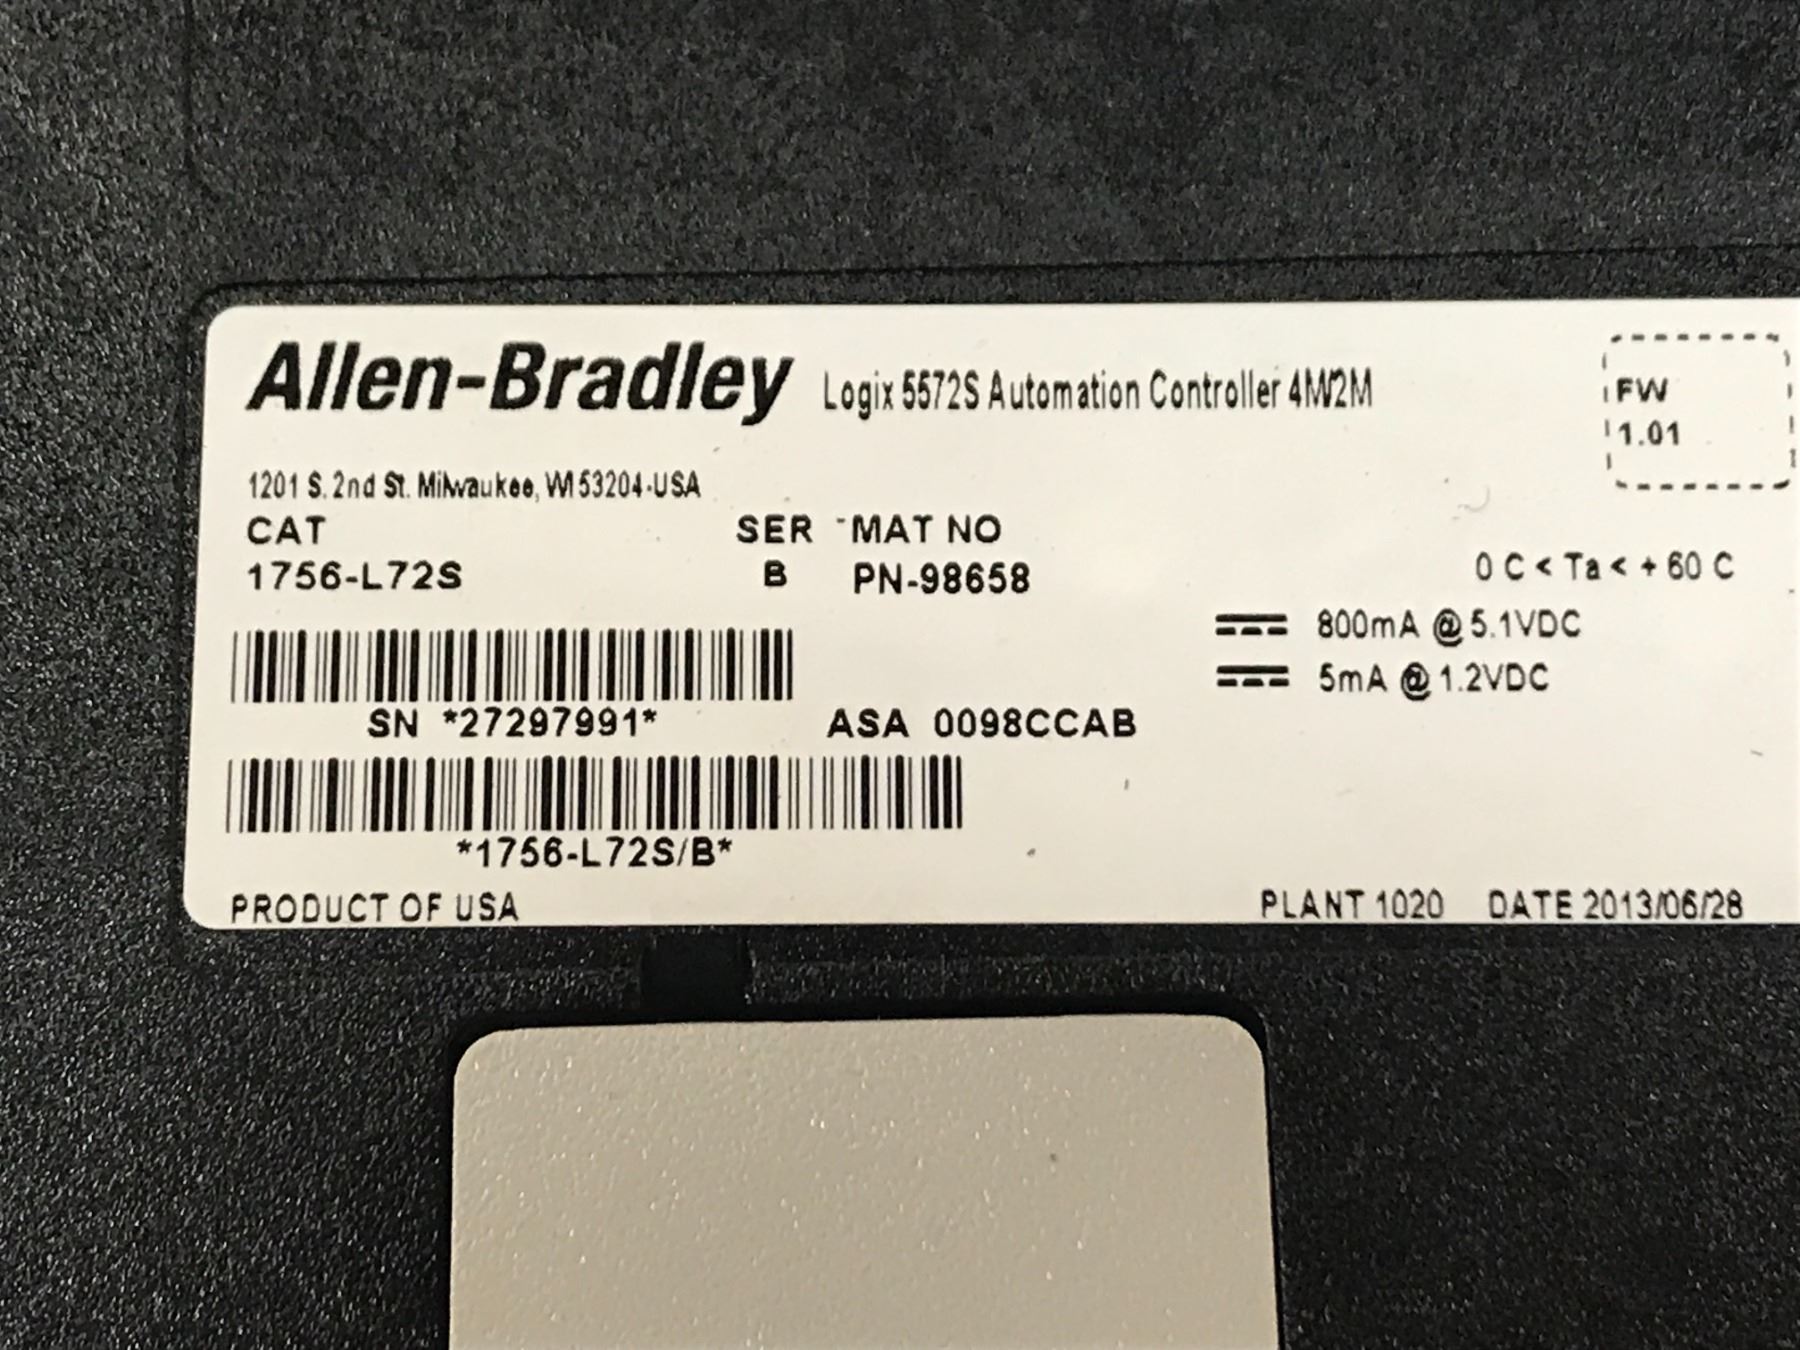 Allen-Bradley Logix 5572S Automation Controller 4M/2M
FW
1.01
1201 S. 2nd St. Milwaukee, WI 53204-USA
CAT SER MAT NO
1756-L72S B PN-98658
0 C < Ta < + 60 C
800mA @ 5.1VDC
5mA @ 1.2VDC
SN *27297991* ASA 0098CCAB
*1756-L72S/B*
PRODUCT OF USA PLANT 1020 DATE 2013/06/28